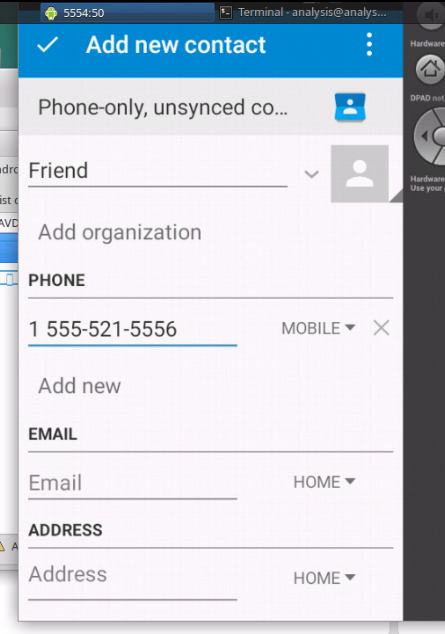 5554:50
Terminal - analysis@analys...
Add new contact
Hardware
Phone-only, unsynced co...
DPAD not
Friend
Add organization
Hardware
Use your
PHONE
1 555-521-5556
MOBILE
Add new
EMAIL
Email
HOME
ADDRESS
Address
HOME